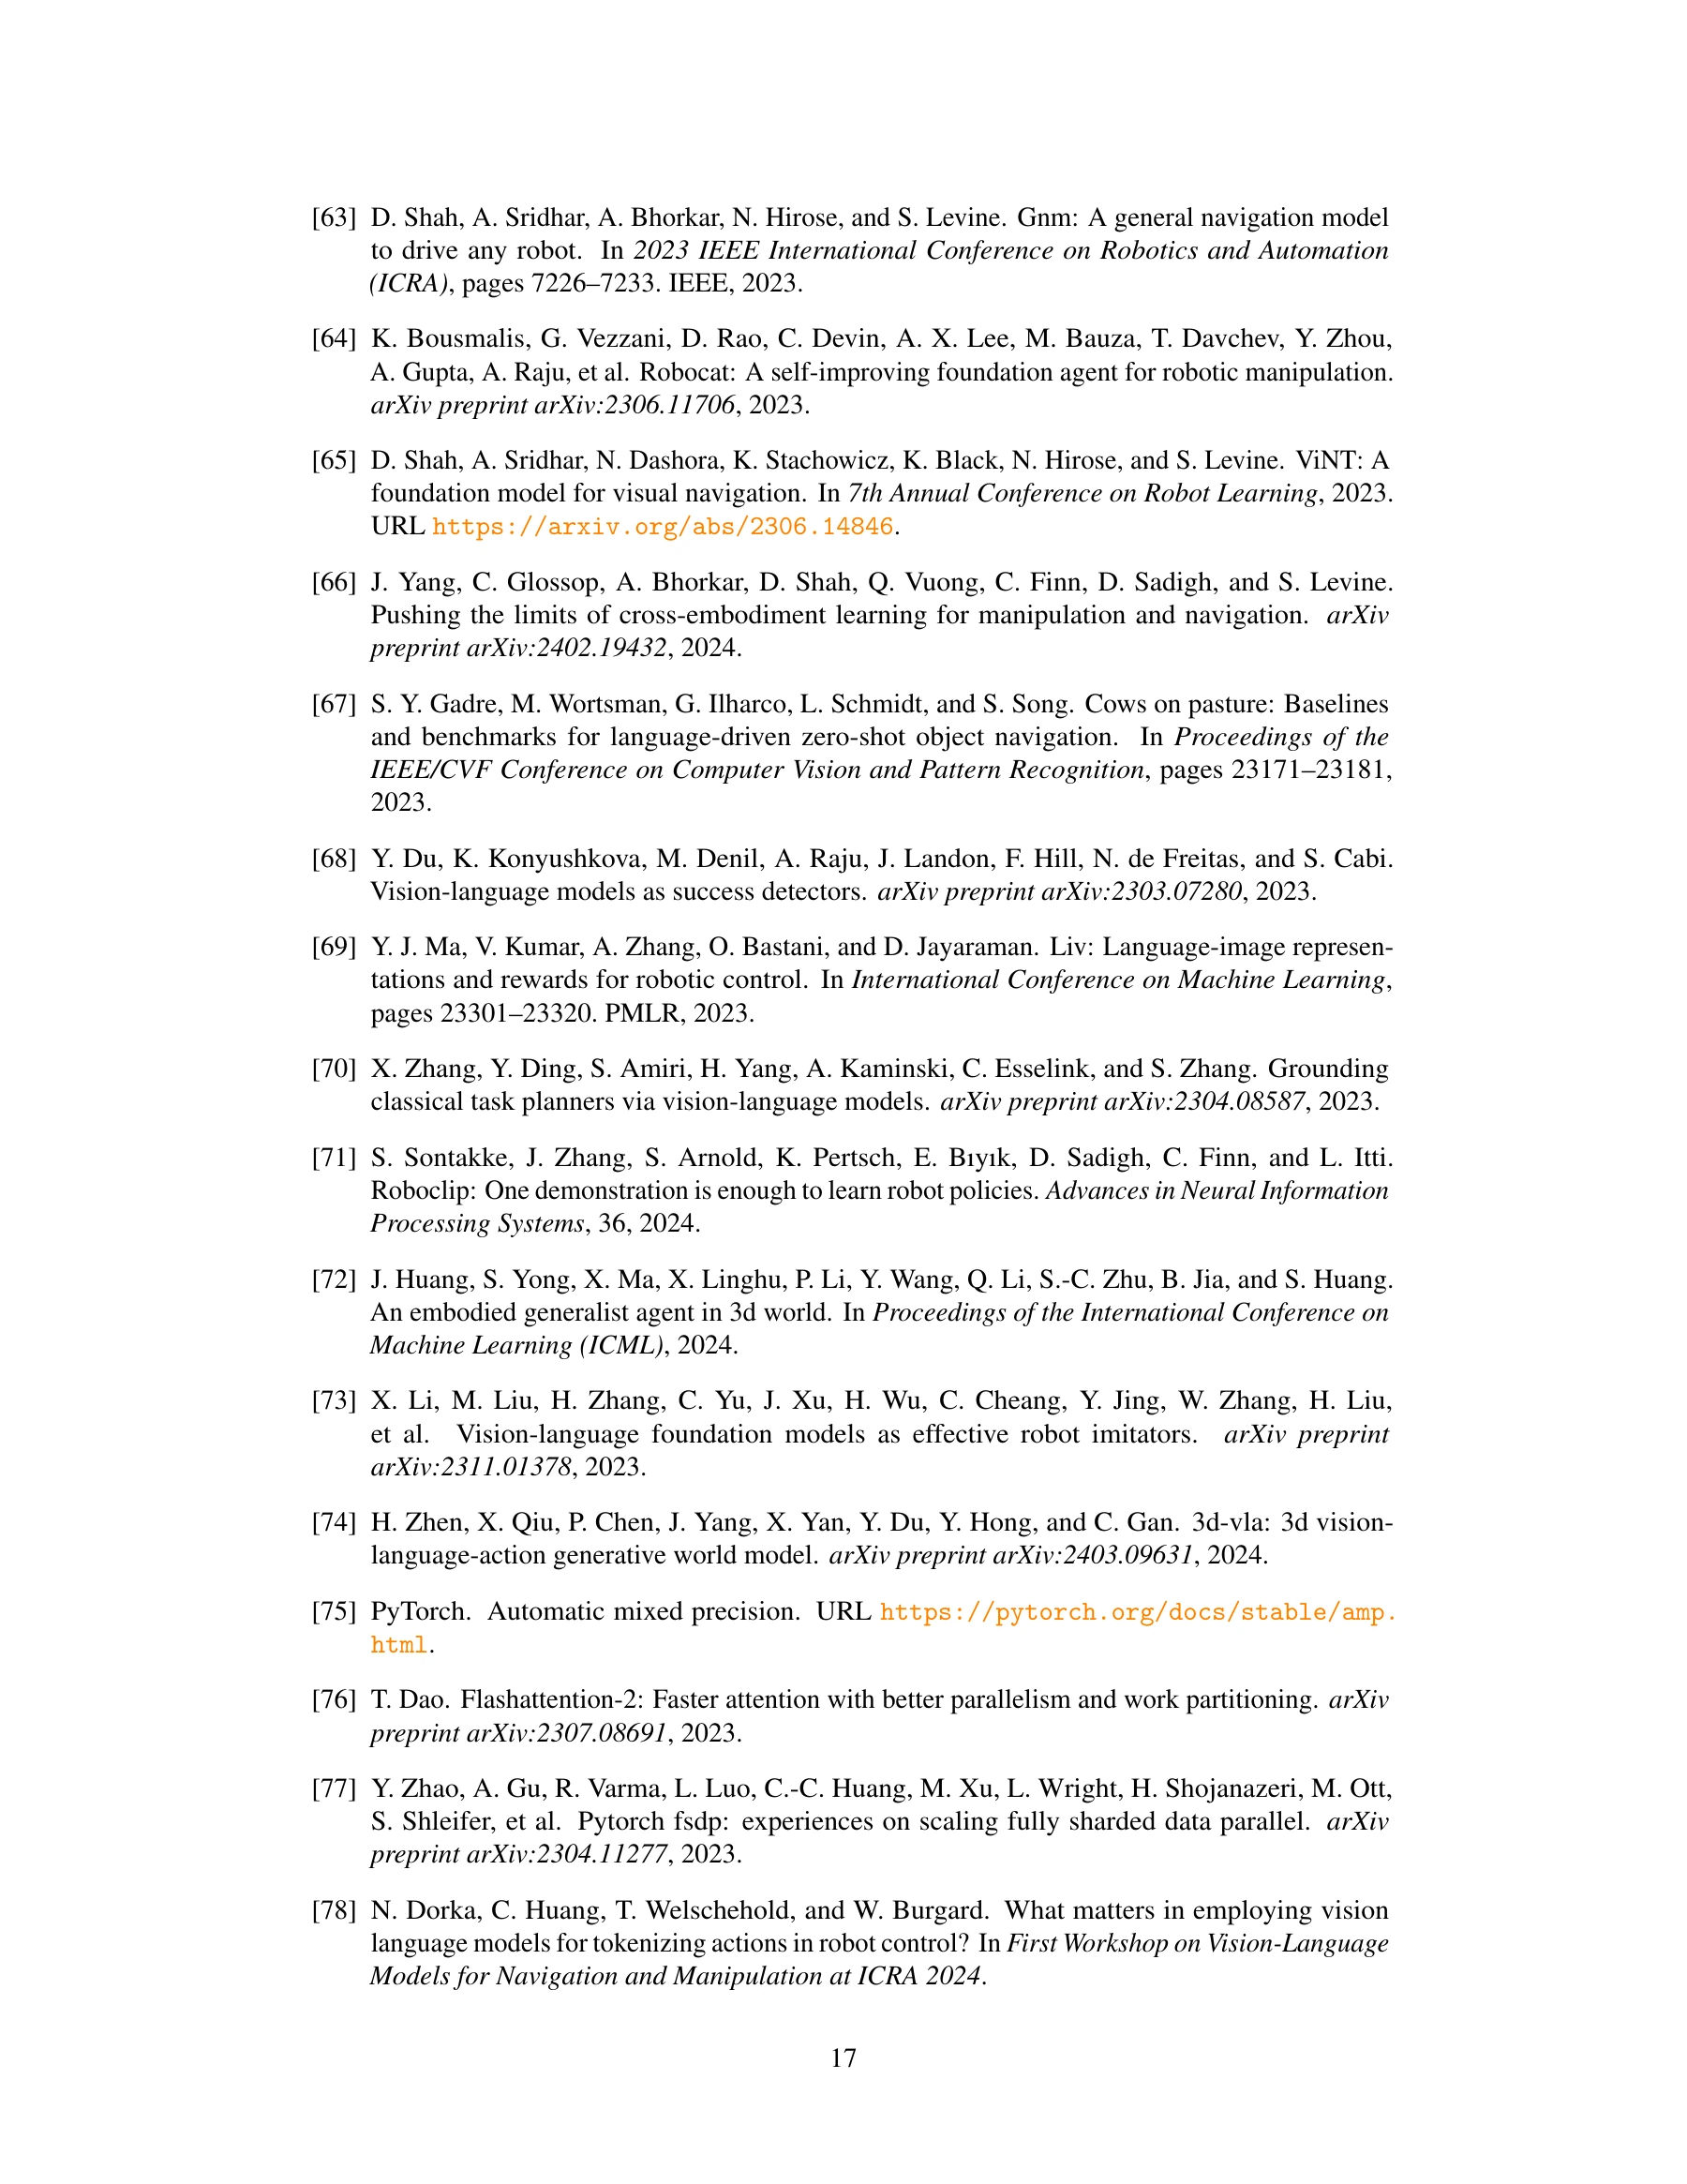 [63] D. Shah, A. Sridhar, A. Bhorkar, N. Hirose, and S. Levine. Gnm: A general navigation model
to drive any robot. In 2023 IEEE International Conference on Robotics and Automation
(ICRA), pages 7226–7233. IEEE, 2023.
[64] K. Bousmalis, G. Vezzani, D. Rao, C. Devin, A. X. Lee, M. Bauza, T. Davchev, Y. Zhou,
A. Gupta, A. Raju, et al. Robocat: A self-improving foundation agent for robotic manipulation.
arXiv preprint arXiv:2306.11706, 2023.
[65] D. Shah, A. Sridhar, N. Dashora, K. Stachowicz, K. Black, N. Hirose, and S. Levine. ViNT: A
foundation model for visual navigation. In 7th Annual Conference on Robot Learning, 2023.
URL https://arxiv.org/abs/2306.14846.
[66] J. Yang, C. Glossop, A. Bhorkar, D. Shah, Q. Vuong, C. Finn, D. Sadigh, and S. Levine.
Pushing the limits of cross-embodiment learning for manipulation and navigation. arXiv
preprint arXiv:2402.19432, 2024.
[67] S. Y. Gadre, M. Wortsman, G. Ilharco, L. Schmidt, and S. Song. Cows on pasture: Baselines
and benchmarks for language-driven zero-shot object navigation. In Proceedings of the
IEEE/CVF Conference on Computer Vision and Pattern Recognition, pages 23171–23181,
2023.
[68] Y. Du, K. Konyushkova, M. Denil, A. Raju, J. Landon, F. Hill, N. de Freitas, and S. Cabi.
Vision-language models as success detectors. arXiv preprint arXiv:2303.07280, 2023.
[69] Y. J. Ma, V. Kumar, A. Zhang, O. Bastani, and D. Jayaraman. Liv: Language-image represen-
tations and rewards for robotic control. In International Conference on Machine Learning,
pages 23301–23320. PMLR, 2023.
[70] X. Zhang, Y. Ding, S. Amiri, H. Yang, A. Kaminski, C. Esselink, and S. Zhang. Grounding
classical task planners via vision-language models. arXiv preprint arXiv:2304.08587, 2023.
[71] S. Sontakke, J. Zhang, S. Arnold, K. Pertsch, E. Bıyık, D. Sadigh, C. Finn, and L. Itti.
Roboclip: One demonstration is enough to learn robot policies. Advances in Neural Information
Processing Systems, 36, 2024.
[72] J. Huang, S. Yong, X. Ma, X. Linghu, P. Li, Y. Wang, Q. Li, S.-C. Zhu, B. Jia, and S. Huang.
An embodied generalist agent in 3d world. In Proceedings of the International Conference on
Machine Learning (ICML), 2024.
[73] X. Li, M. Liu, H. Zhang, C. Yu, J. Xu, H. Wu, C. Cheang, Y. Jing, W. Zhang, H. Liu,
et al. Vision-language foundation models as effective robot imitators. arXiv preprint
arXiv:2311.01378, 2023.
[74] H. Zhen, X. Qiu, P. Chen, J. Yang, X. Yan, Y. Du, Y. Hong, and C. Gan. 3d-vla: 3d vision-
language-action generative world model. arXiv preprint arXiv:2403.09631, 2024.
[75] PyTorch. Automatic mixed precision. URL https://pytorch.org/docs/stable/amp.
html.
[76] T. Dao. Flashattention-2: Faster attention with better parallelism and work partitioning. arXiv
preprint arXiv:2307.08691, 2023.
[77] Y. Zhao, A. Gu, R. Varma, L. Luo, C.-C. Huang, M. Xu, L. Wright, H. Shojanazeri, M. Ott,
S. Shleifer, et al. Pytorch fsdp: experiences on scaling fully sharded data parallel. arXiv
preprint arXiv:2304.11277, 2023.
[78] N. Dorka, C. Huang, T. Welschehold, and W. Burgard. What matters in employing vision
language models for tokenizing actions in robot control? In First Workshop on Vision-Language
Models for Navigation and Manipulation at ICRA 2024.
17